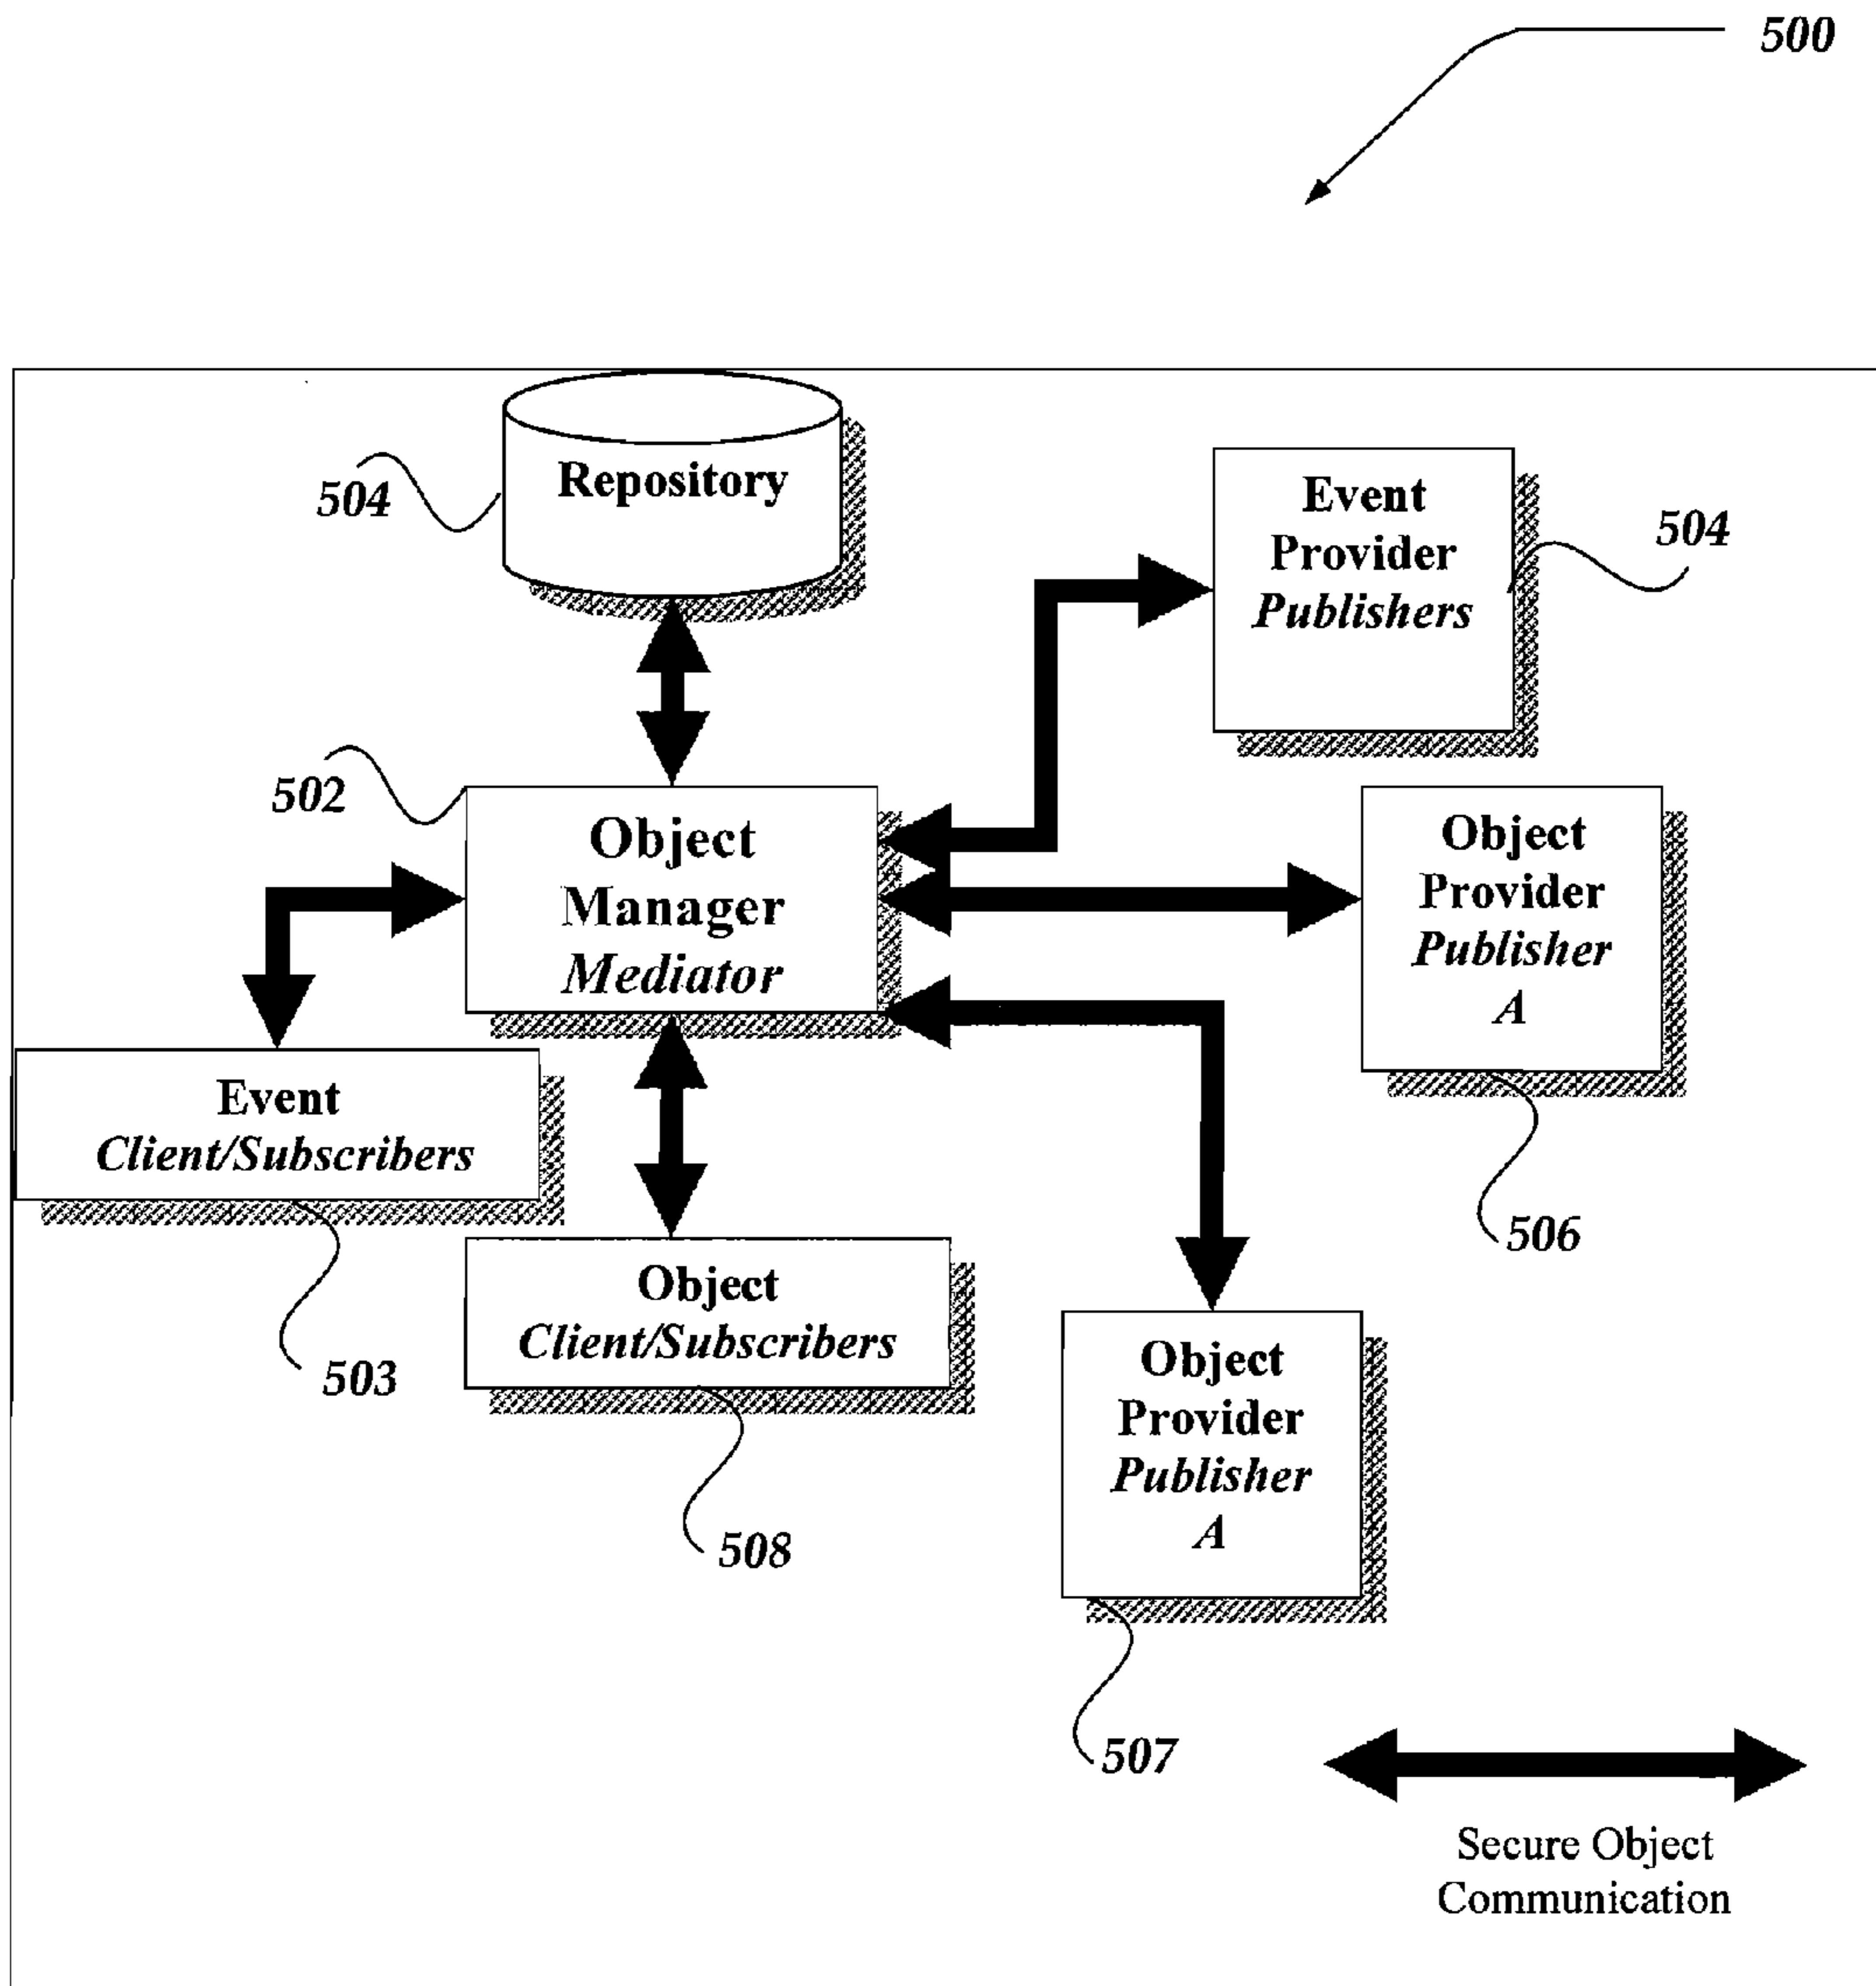 500
Repository
504
Event
Provider
Publishers
504
502
Object
Manager
Mediator
Object
Provider
Publisher
A
Event
Client/Subscribers
506
Object
Client/Subscribers
503
Object
Provider
Publisher
A
508
507
Secure Object
Communication